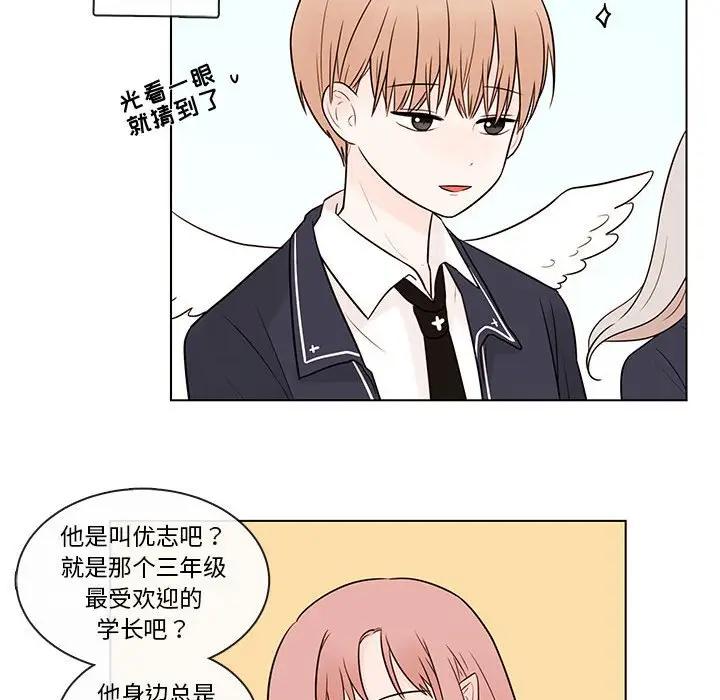 光看一眼
就猜到了
他是叫优志吧？
就是那个三年级
最受欢迎的
学长吧？
他身边总是